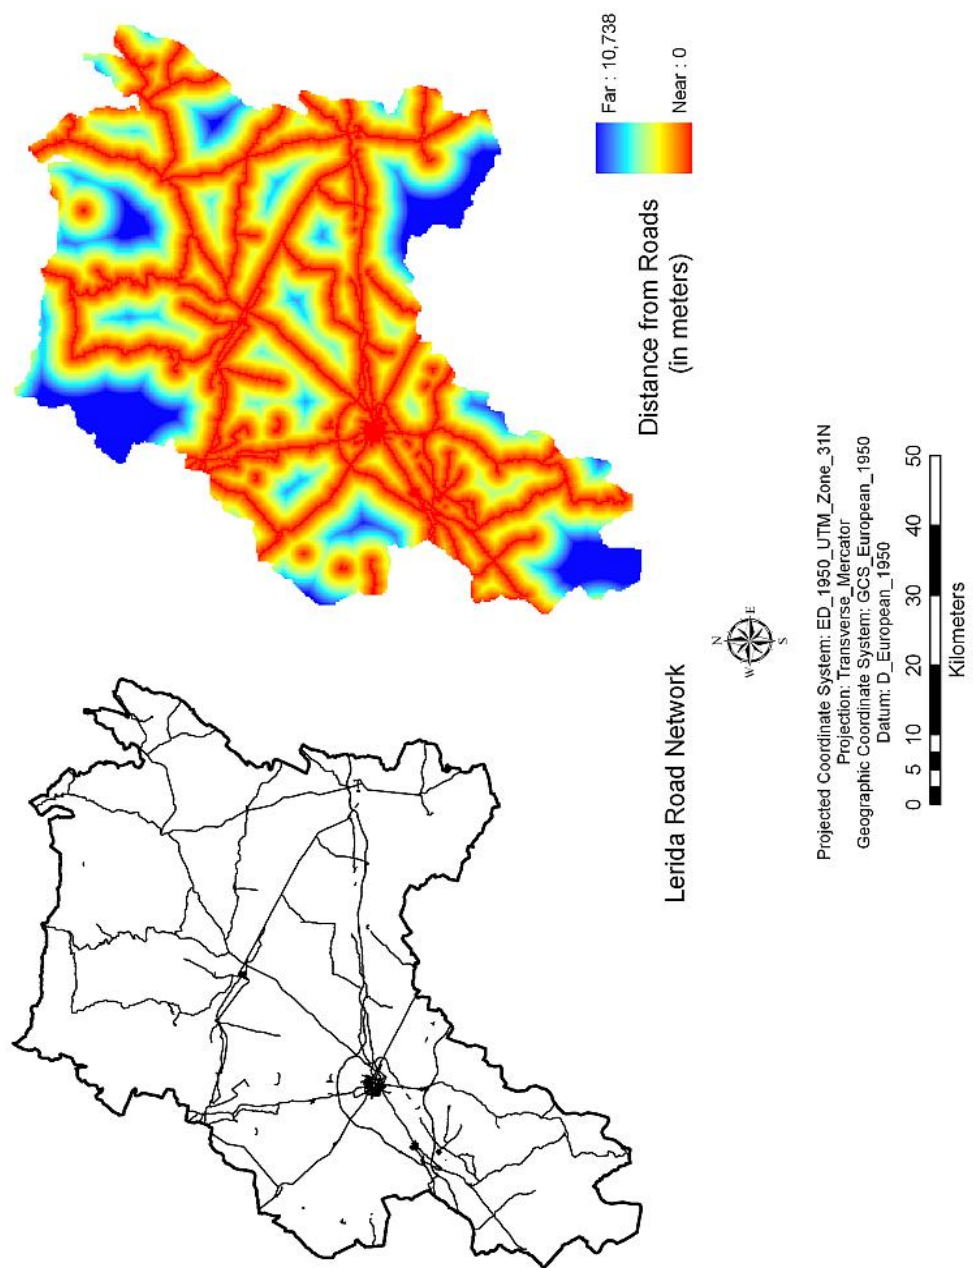 Far : 10,738
Near : 0
Distance from Roads
(in meters)
Lerida Road Network
N
W
E
S
Projected Coordinate System: ED_1950_UTM_Zone_31N
Projection: Transverse_Mercator
Geographic Coordinate System: GCS_European_1950
Datum: D_European_1950
0 5 10 20 30 40 50
Kilometers